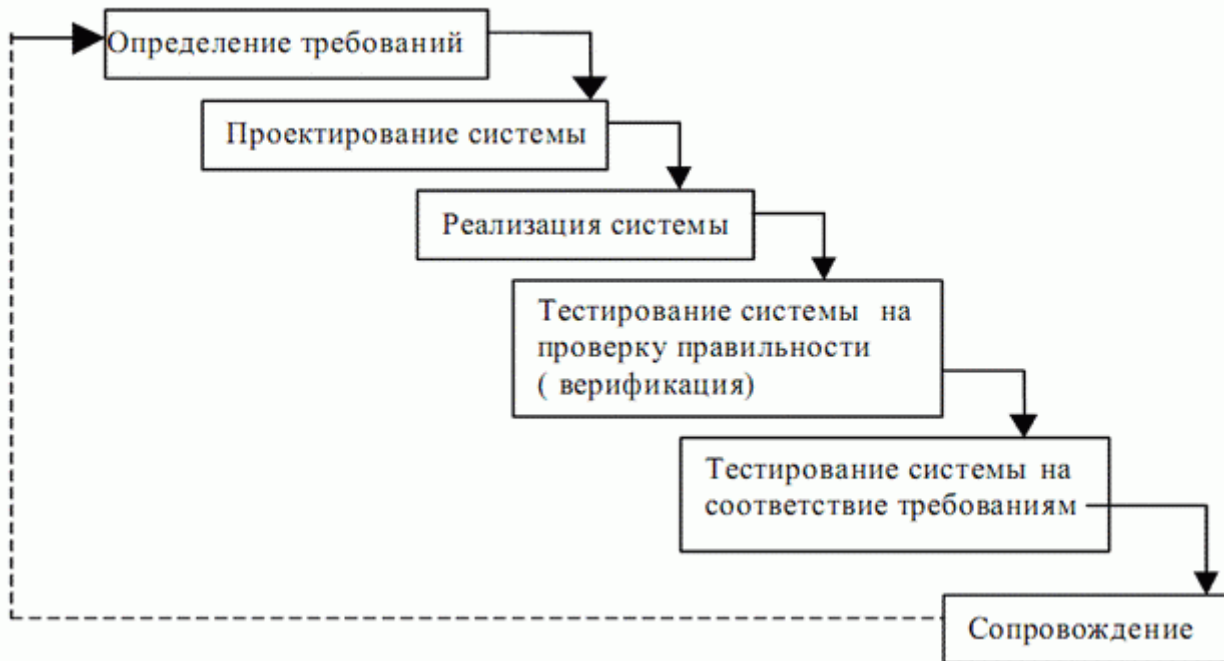 Определение требований
Проектирование системы
Реализация системы
Тестирование системы на
проверку правильности
( верификация)
Тестирование системы на
соответствие требованиям
Сопровождение